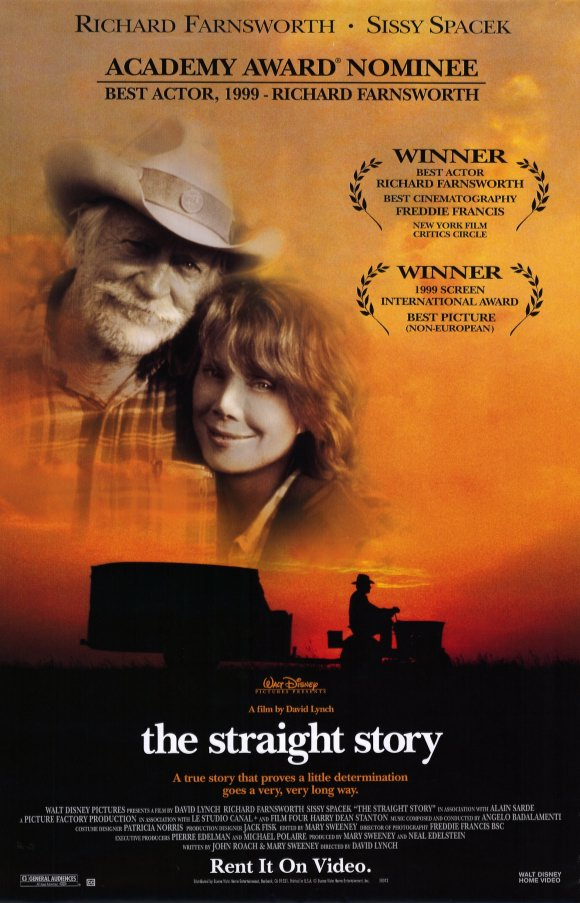 RICHARD FARNSWORTH • SISSY SPACEK
ACADEMY AWARD® NOMINEE
BEST ACTOR, 1999 - RICHARD FARNSWORTH
WINNER
BEST ACTOR
RICHARD FARNSWORTH
BEST CINEMATOGRAPHY
FREDDIE FRANCIS
NEW YORK FILM
CRITICS CIRCLE
WINNER
1999 SCREEN
INTERNATIONAL AWARD
BEST PICTURE
(NON-EUROPEAN)
WALT DISNEY
PICTURES PRESENTS
A film by David Lynch
the straight story
A true story that proves a little determination
goes a very, very long way.
WALT DISNEY PICTURES PRESENTS A FILM BY DAVID LYNCH RICHARD FARNSWORTH SISSY SPACEK "THE STRAIGHT STORY" IN ASSOCIATION WITH ALAIN SARDE
A PICTURE FACTORY PRODUCTION IN ASSOCIATION WITH LE STUDIO CANAL+ AND FILM FOUR HARRY DEAN STANTON MUSIC COMPOSED AND CONDUCTED BY ANGELO BADALAMENTI
COSTUME DESIGNER PATRICIA NORRIS PRODUCTION DESIGNER JACK FISK EDITED BY MARY SWEENEY DIRECTOR OF PHOTOGRAPHY FREDDIE FRANCIS BSC
EXECUTIVE PRODUCERS PIERRE EDELMAN AND MICHAEL POLAIRE PRODUCED BY MARY SWEENEY AND NEAL EDELSTEIN
WRITTEN BY JOHN ROACH & MARY SWEENEY DIRECTED BY DAVID LYNCH
G GENERAL AUDIENCES
Rent It On Video.
WALT DISNEY
HOME VIDEO